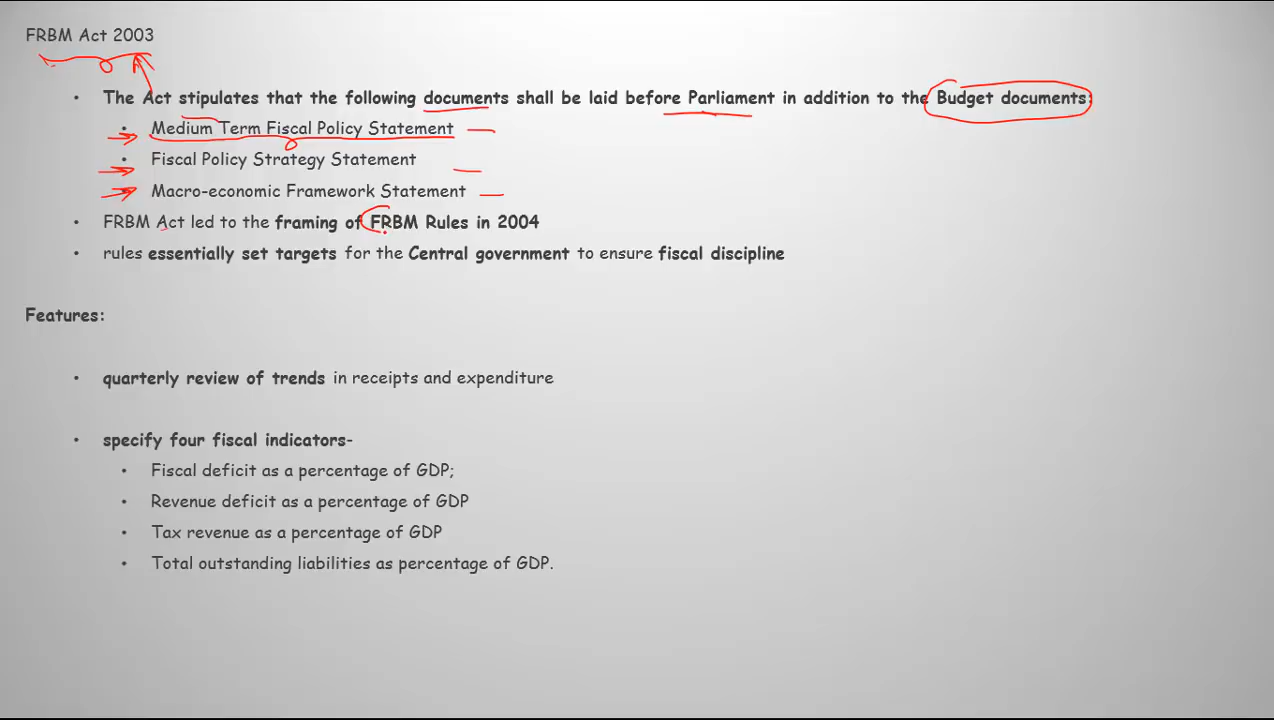 FRBM Act 2003
• The Act stipulates that the following documents shall be laid before Parliament in addition to the Budget documents:
• Medium Term Fiscal Policy Statement
• Fiscal Policy Strategy Statement
• Macro-economic Framework Statement
• FRBM Act led to the framing of FRBM Rules in 2004
• rules essentially set targets for the Central government to ensure fiscal discipline
Features:
• quarterly review of trends in receipts and expenditure
• specify four fiscal indicators-
• Fiscal deficit as a percentage of GDP;
• Revenue deficit as a percentage of GDP
• Tax revenue as a percentage of GDP
• Total outstanding liabilities as percentage of GDP.